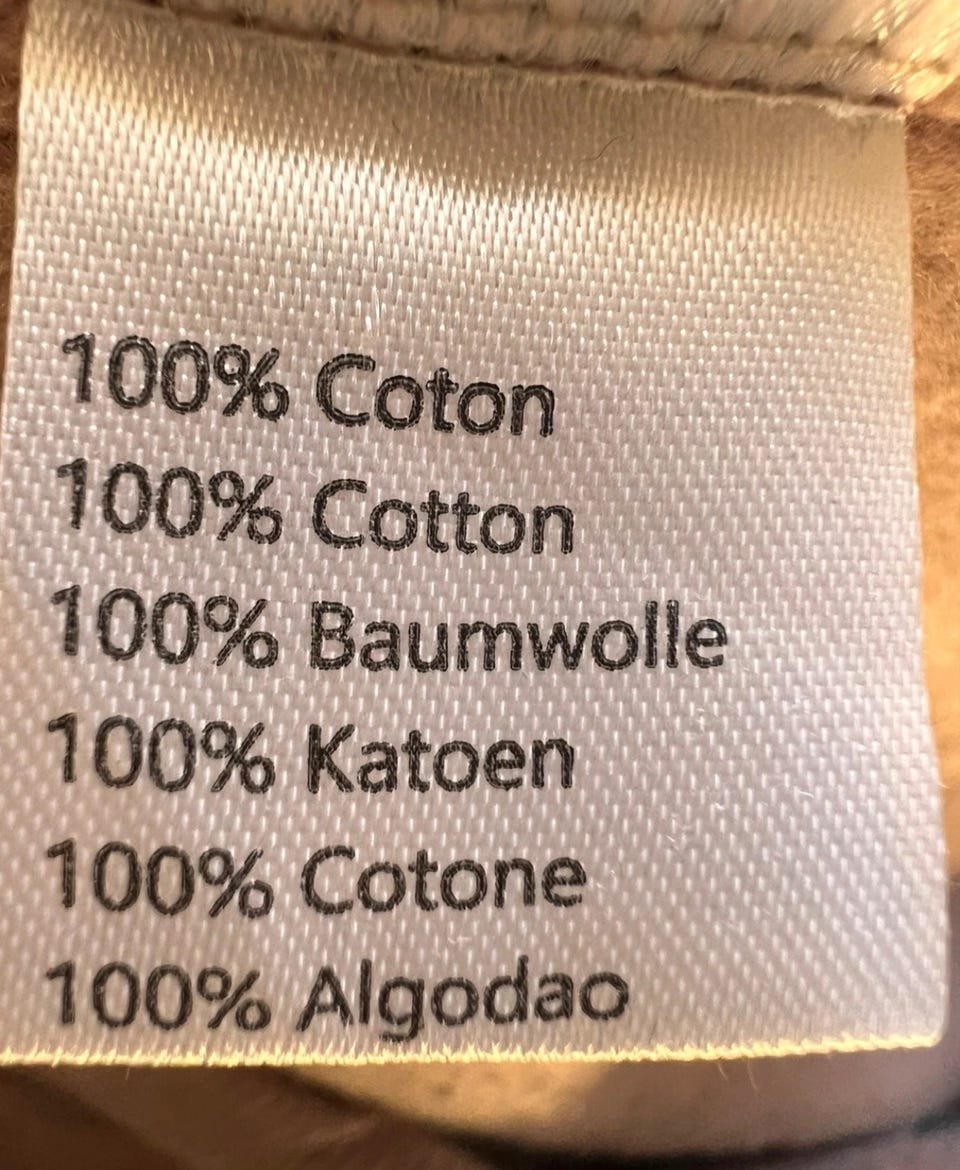 100% Coton
100% Cotton
100% Baumwolle
100% Katoen
100% Cotone
100% Algodao